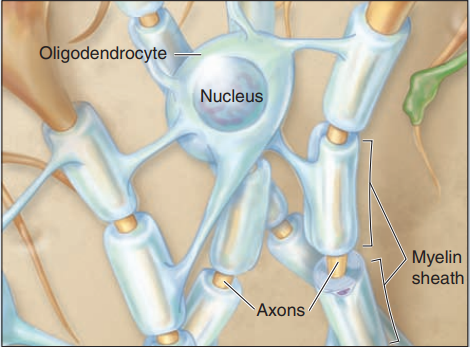 Oligodendrocyte
Nucleus
Myelin
sheath
Axons